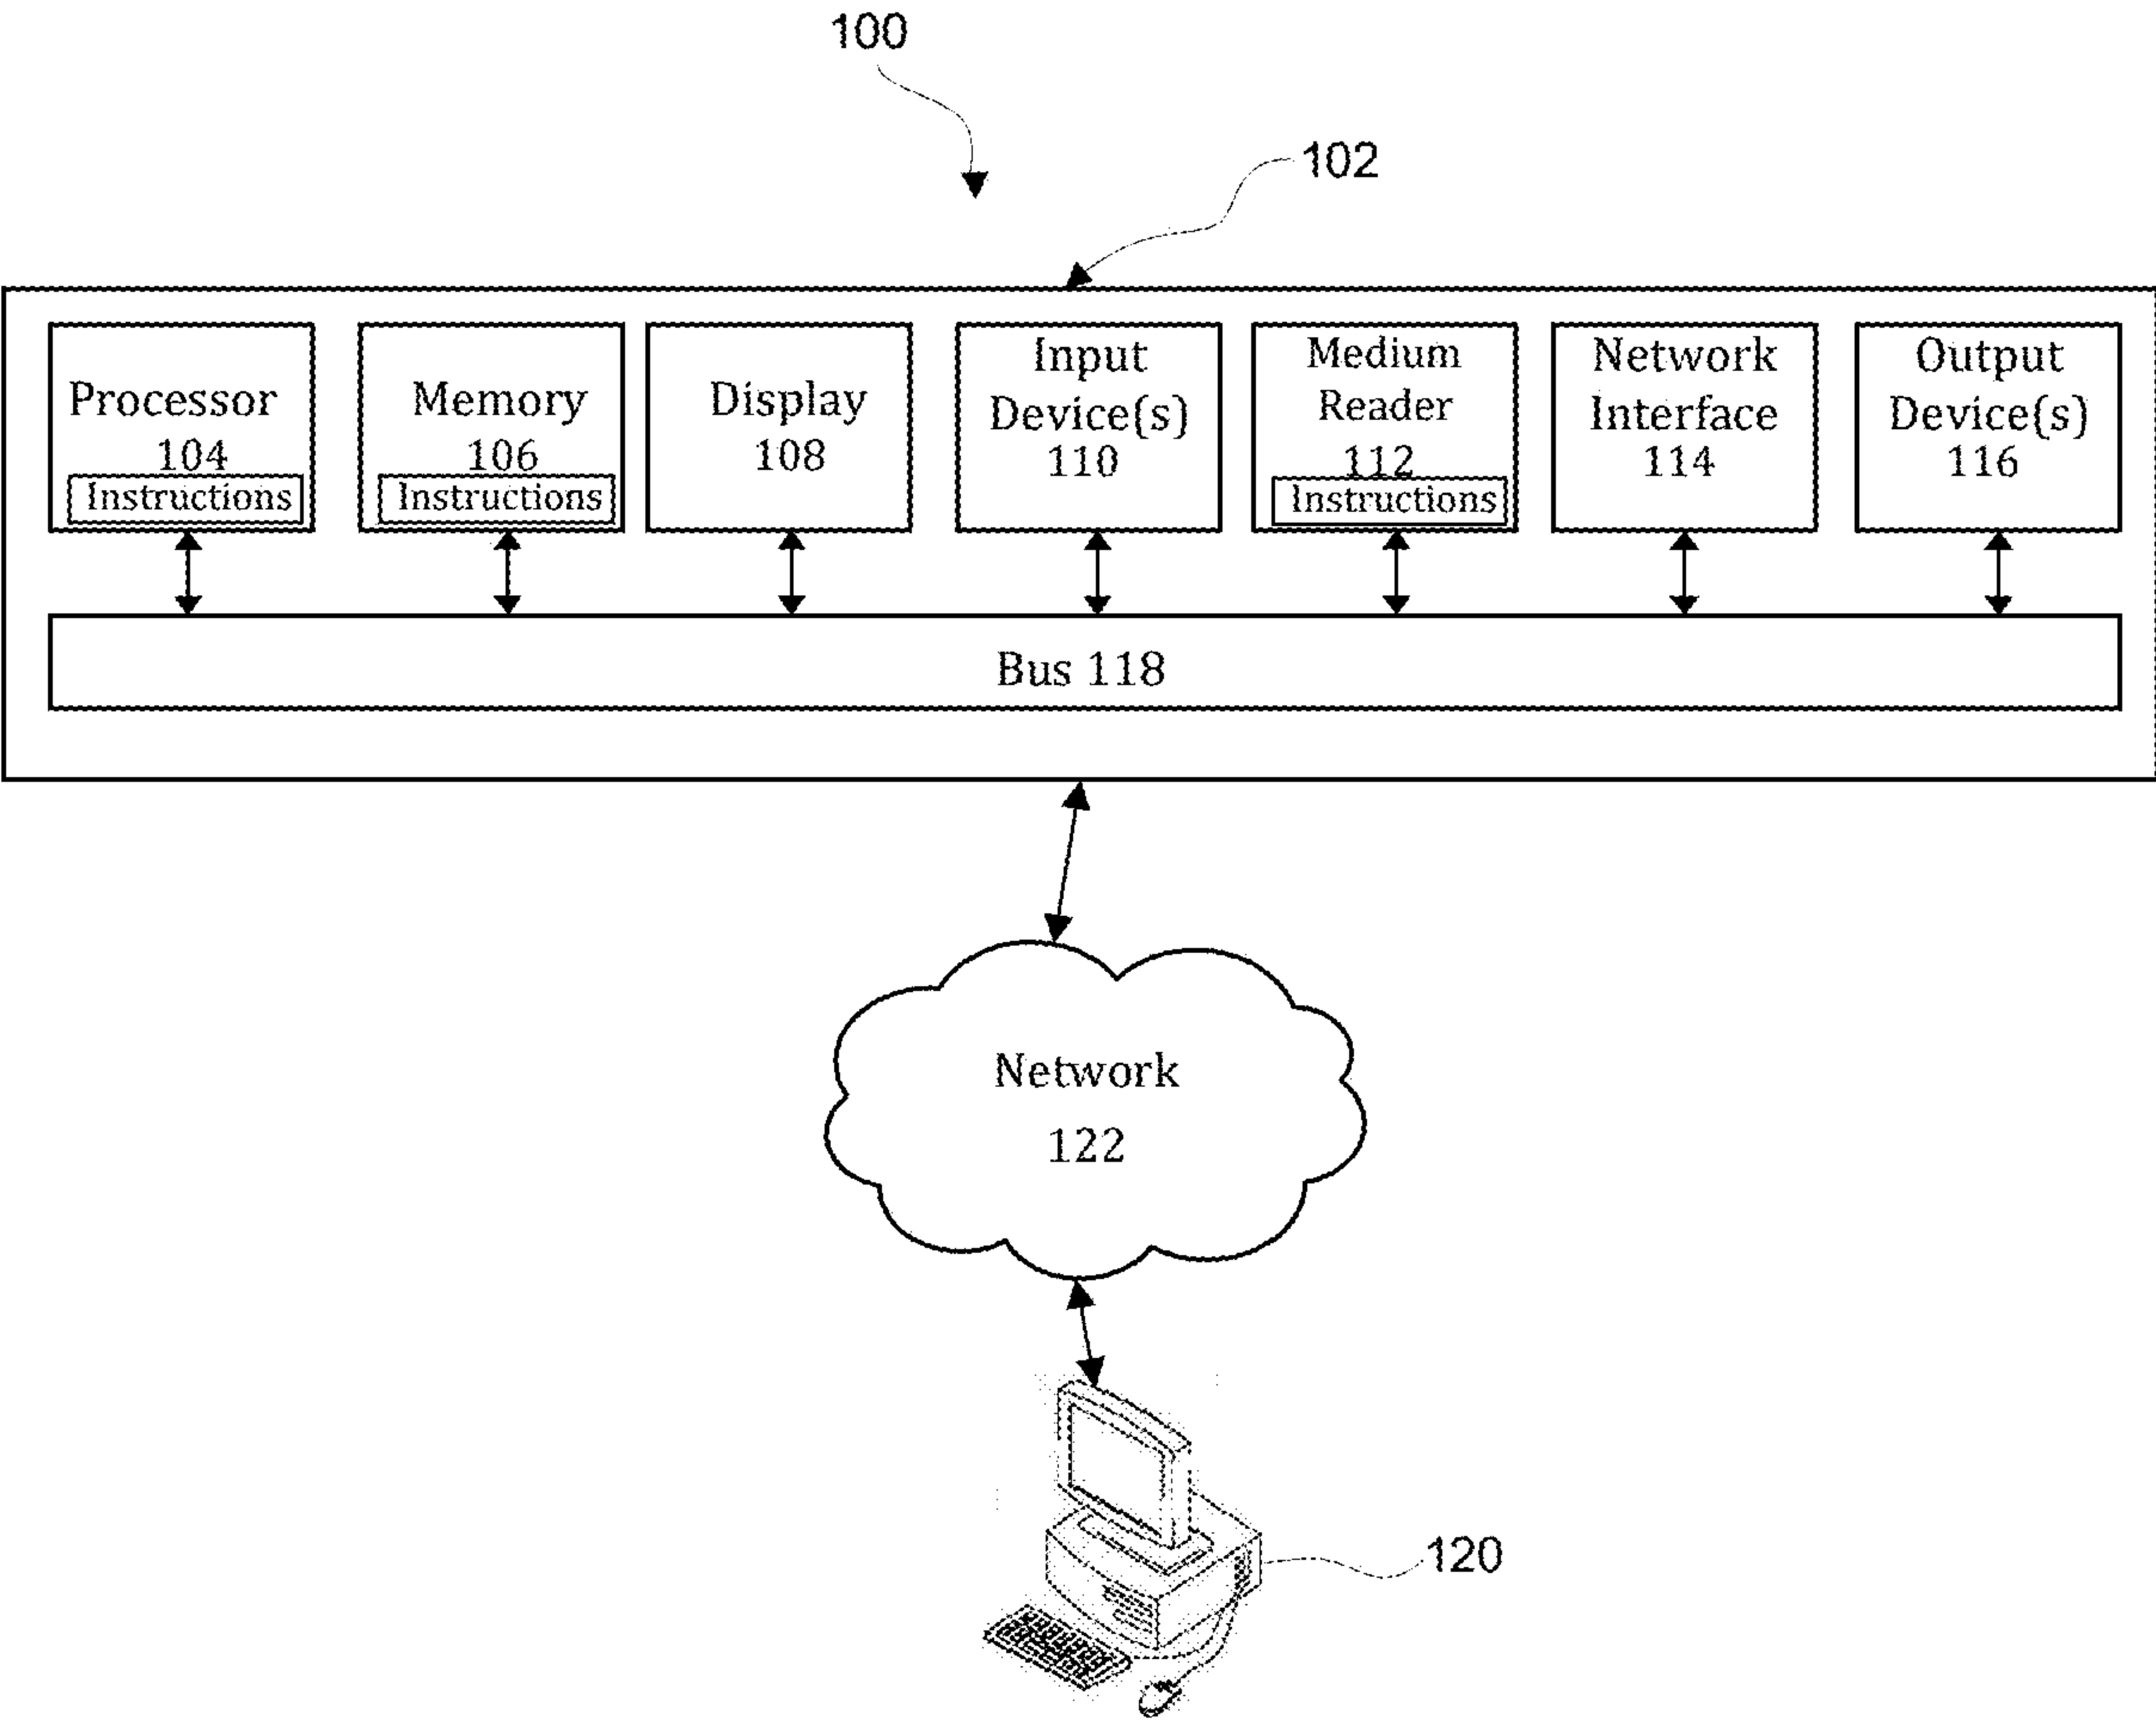 100
102
Processor
104
Instructions
Memory
106
Instructions
Display
108
Input
Device(s)
110
Medium
Reader
112
Instructions
Network
Interface
114
Output
Device(s)
116
Bus 118
Network
122
120